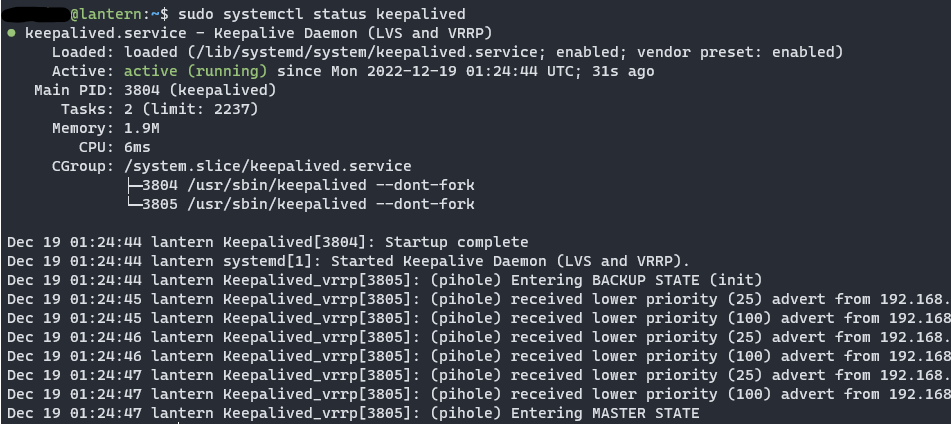 @lantern:~$ sudo systemctl status keepalived
● keepalived.service - Keepalive Daemon (LVS and VRRP)
Loaded: loaded (/lib/systemd/system/keepalived.service; enabled; vendor preset: enabled)
Active: active (running) since Mon 2022-12-19 01:24:44 UTC; 31s ago
Main PID: 3804 (keepalived)
Tasks: 2 (limit: 2237)
Memory: 1.9M
CPU: 6ms
CGroup: /system.slice/keepalived.service
├─3804 /usr/sbin/keepalived --dont-fork
└─3805 /usr/sbin/keepalived --dont-fork
Dec 19 01:24:44 lantern Keepalived[3804]: Startup complete
Dec 19 01:24:44 lantern systemd[1]: Started Keepalive Daemon (LVS and VRRP).
Dec 19 01:24:44 lantern Keepalived_vrrp[3805]: (pihole) Entering BACKUP STATE (init)
Dec 19 01:24:45 lantern Keepalived_vrrp[3805]: (pihole) received lower priority (25) advert from 192.168.
Dec 19 01:24:45 lantern Keepalived_vrrp[3805]: (pihole) received lower priority (100) advert from 192.168
Dec 19 01:24:46 lantern Keepalived_vrrp[3805]: (pihole) received lower priority (25) advert from 192.168.
Dec 19 01:24:46 lantern Keepalived_vrrp[3805]: (pihole) received lower priority (100) advert from 192.168
Dec 19 01:24:47 lantern Keepalived_vrrp[3805]: (pihole) received lower priority (25) advert from 192.168.
Dec 19 01:24:47 lantern Keepalived_vrrp[3805]: (pihole) received lower priority (100) advert from 192.168
Dec 19 01:24:47 lantern Keepalived_vrrp[3805]: (pihole) Entering MASTER STATE